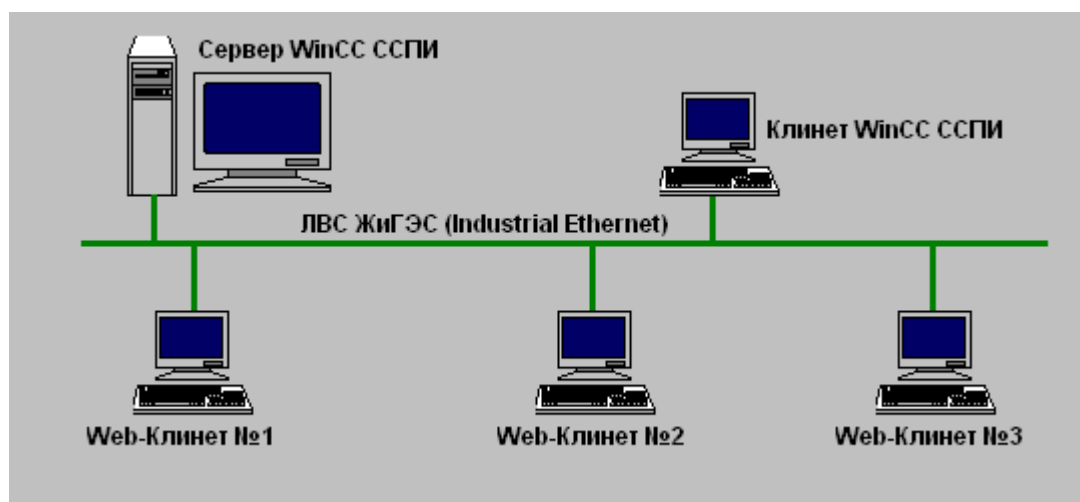 Сервер WinCC ССПИ
Клинет WinCC ССПИ
ЛВС ЖиГЭС (Industrial Ethernet)
Web-Клинет №1
Web-Клинет №2
Web-Клинет №3